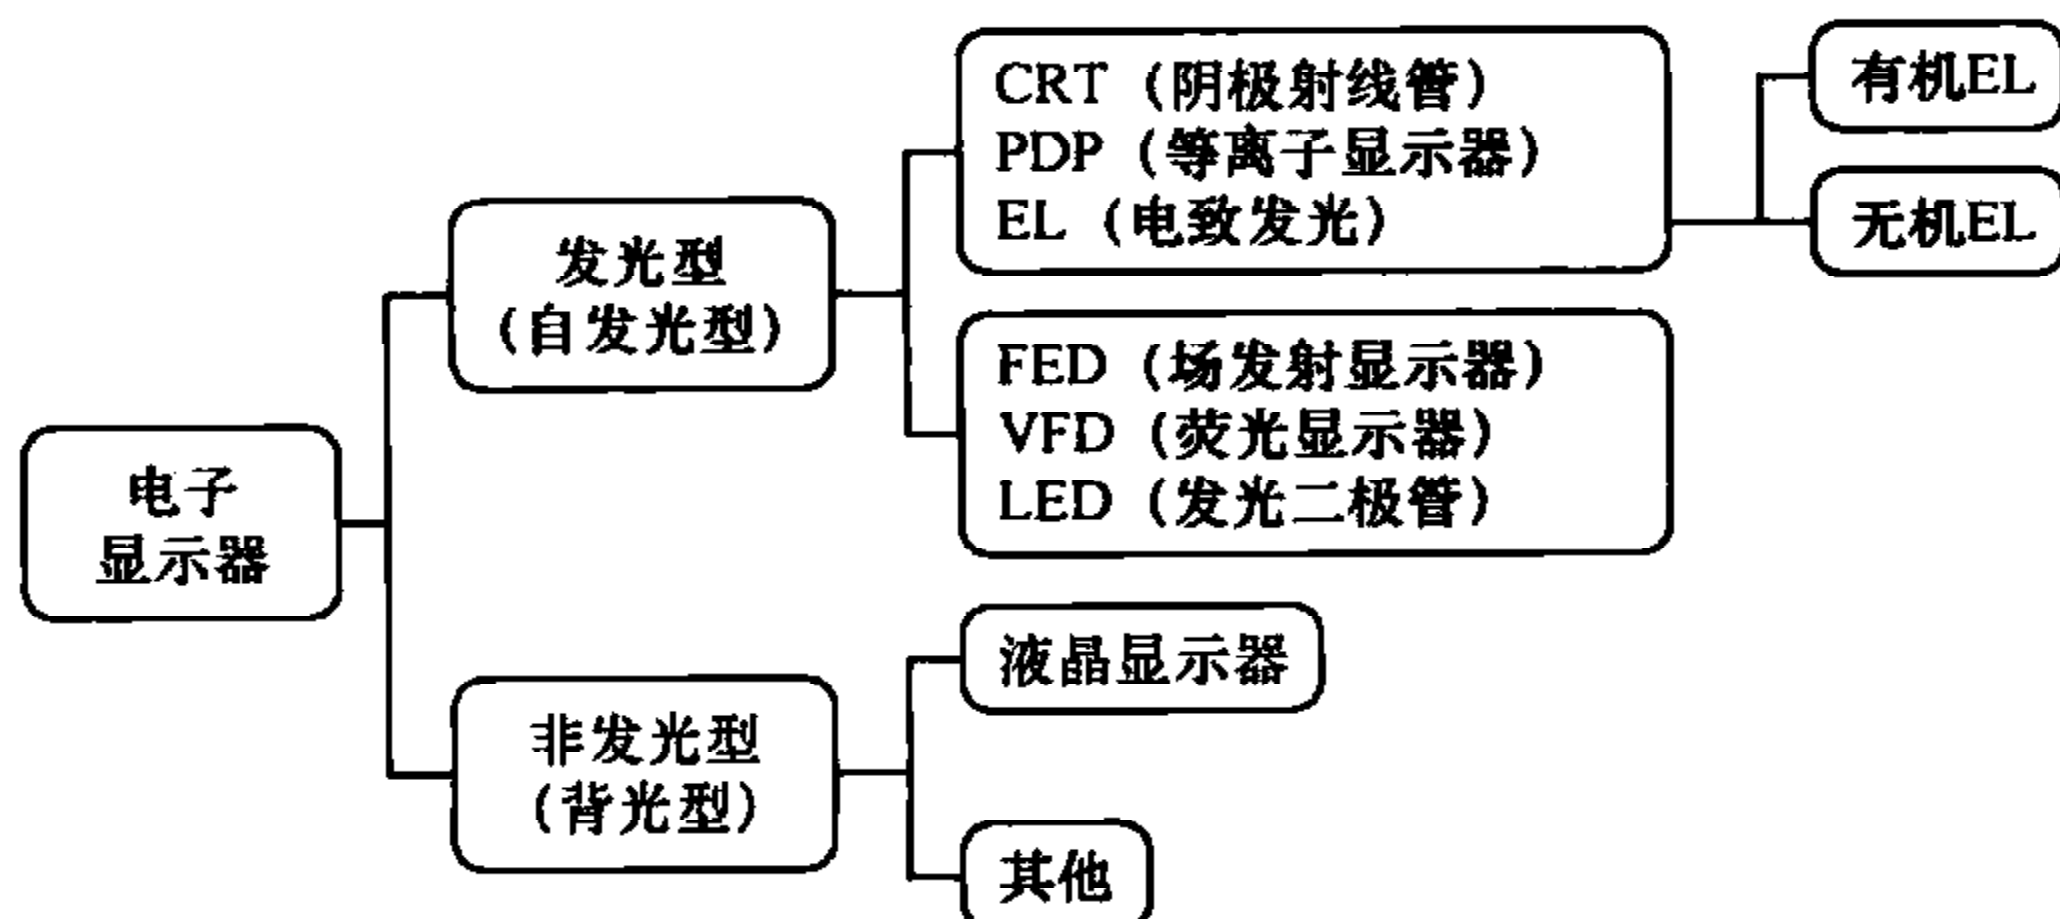 电子
显示器
发光型
(自发光型)
CRT (阴极射线管)
PDP (等离子显示器)
EL (电致发光)
有机EL
无机EL
FED (场发射显示器)
VFD (荧光显示器)
LED (发光二极管)
非发光型
(背光型)
液晶显示器
其他